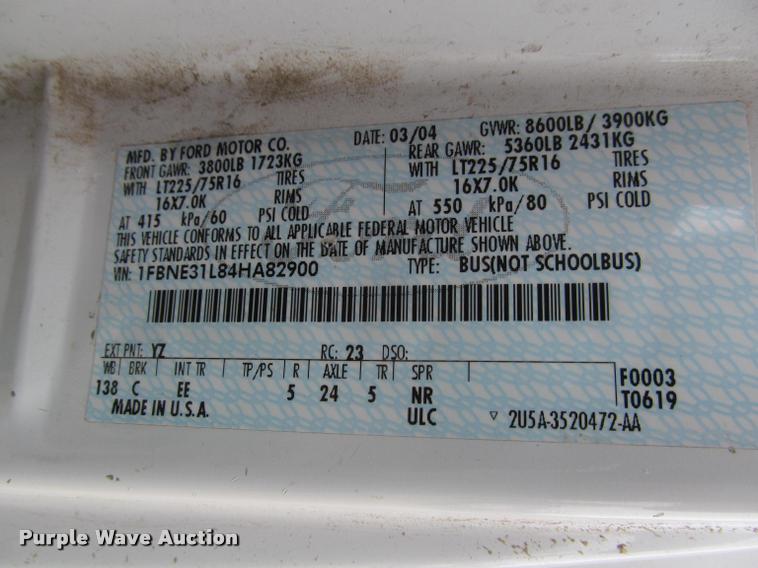 MFD. BY FORD MOTOR CO. DATE: 03/04 GVWR: 8600LB/ 3900KG
FRONT GAWR: 3800LB 1723KG REAR GAWR: 5360LB 2431KG
WITH LT225/75R16 TIRES WITH LT225/75R16 TIRES
16X7.0K RIMS 16X7.0K RIMS
AT 415 kPa/60 PSI COLD AT 550 kPa/80 PSI COLD
THIS VEHICLE CONFORMS TO ALL APPLICABLE FEDERAL MOTOR VEHICLE
SAFETY STANDARDS IN EFFECT ON THE DATE OF MANUFACTURE SHOWN ABOVE.
VIN: 1FBNE31L84HA82900 TYPE: BUS(NOT SCHOOLBUS)
EXT PNT: YZ RC: 23 DSO:
WB BRK INT TR TP/PS R AXLE TR SPR F0003
138 C EE 5 24 5 NR T0619
MADE IN U.S.A. ULC ▽ 2U5A-3520472-AA
Purple Wave Auction